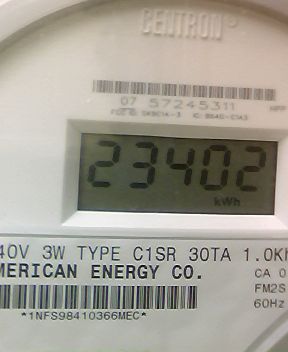 CENTRON®
07 57245311
23402
kWh
40V 3W TYPE C1SR 30TA 1.0Kh
MERICAN ENERGY CO.
CA 0
FM2S
60Hz
*1NFS98410366MEC*